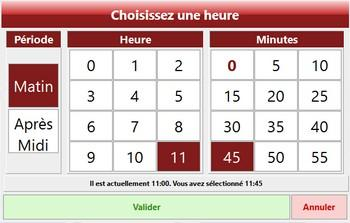 Choisissez une heure
Période Heure Minutes
Matin
Après
Midi
0 1 2 0 5 10
3 4 5 15 20 25
6 7 8 30 35 40
9 10 11 45 50 55
Il est actuellement 11:00. Vous avez sélectionné 11:45
Valider Annuler